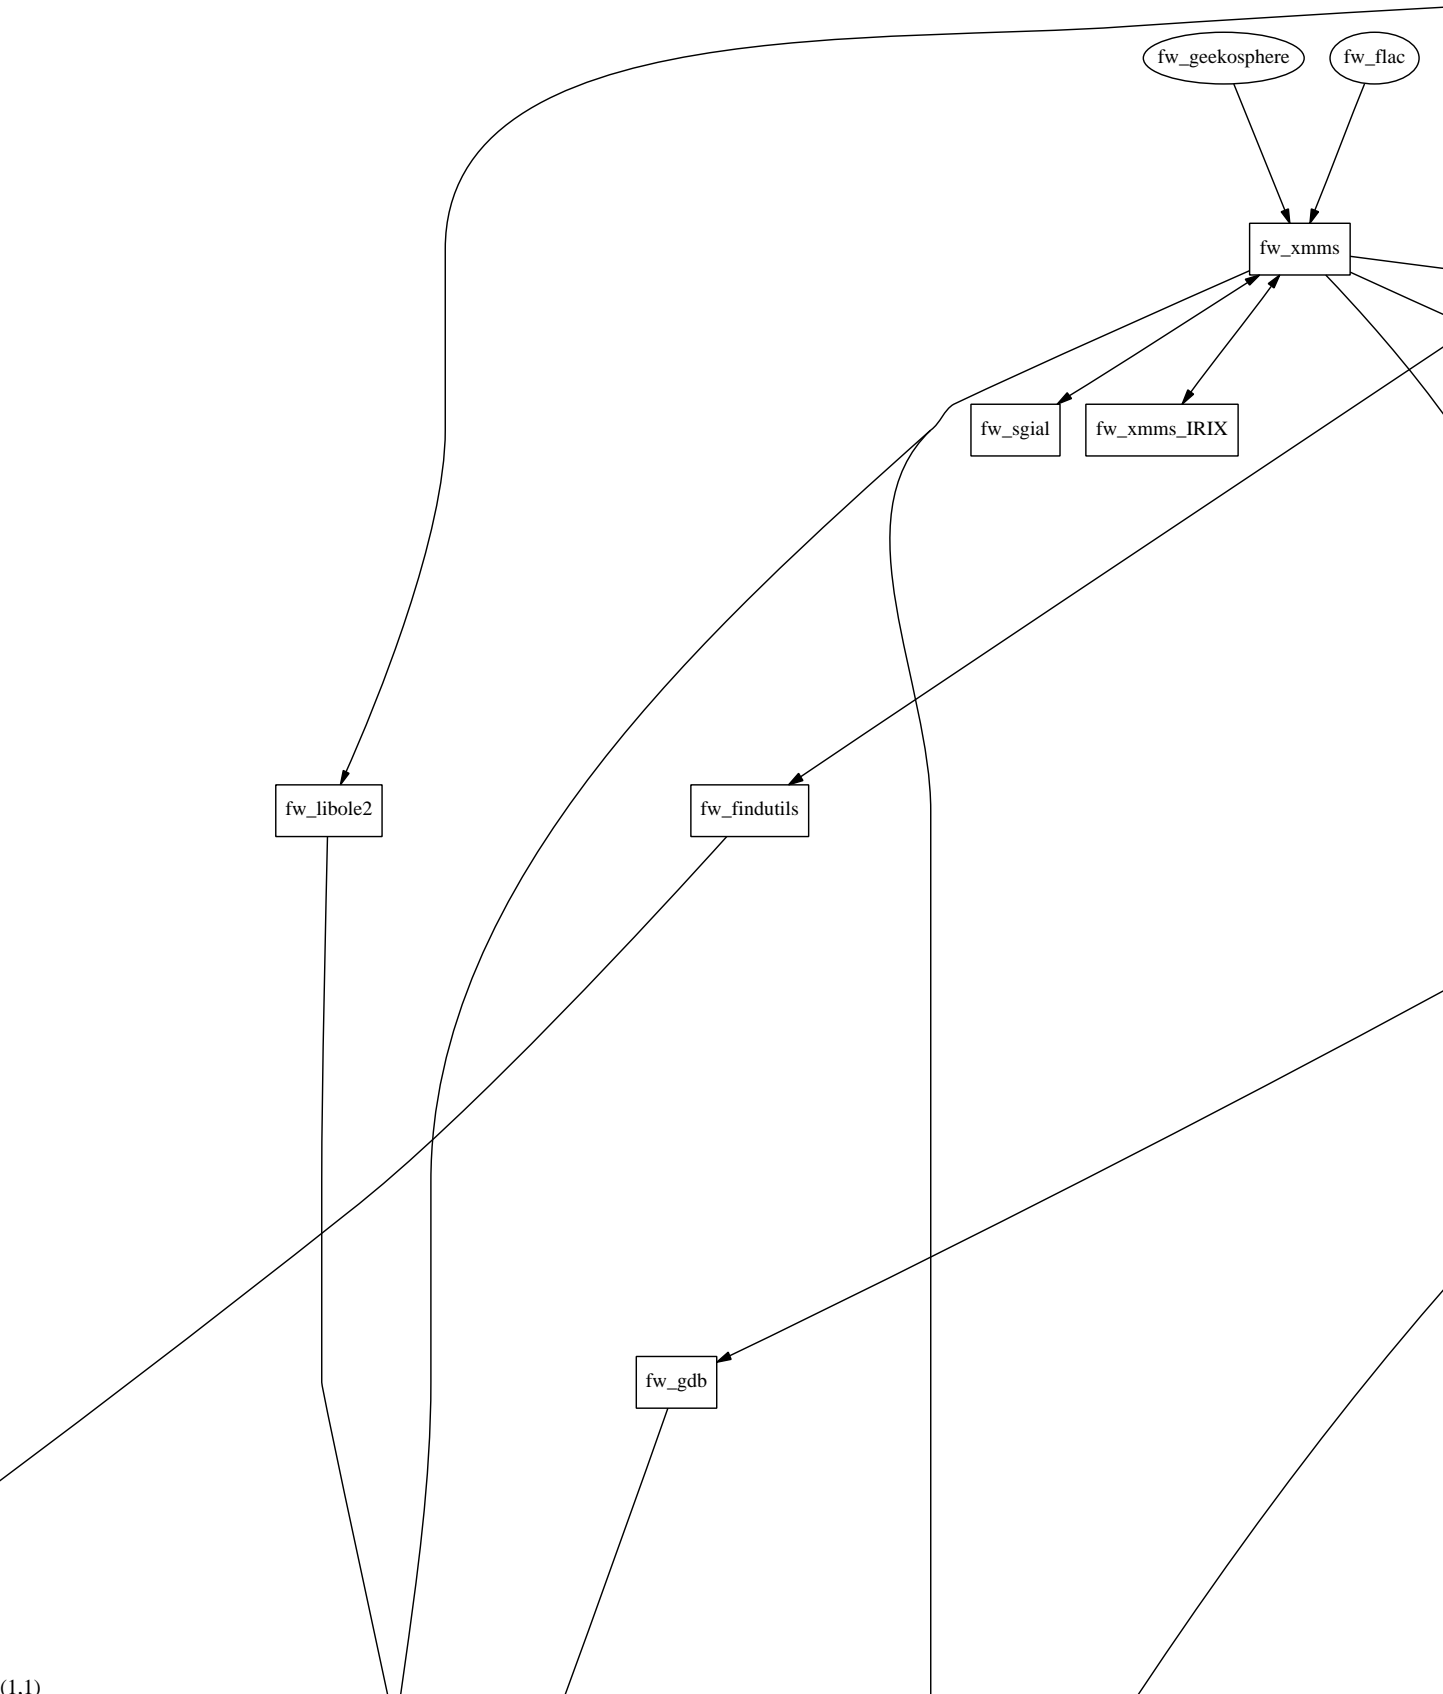 fw_geekosphere
fw_flac
fw_xmms
fw_sgial
fw_xmms_IRIX
fw_libole2
fw_findutils
fw_gdb
(1,1)